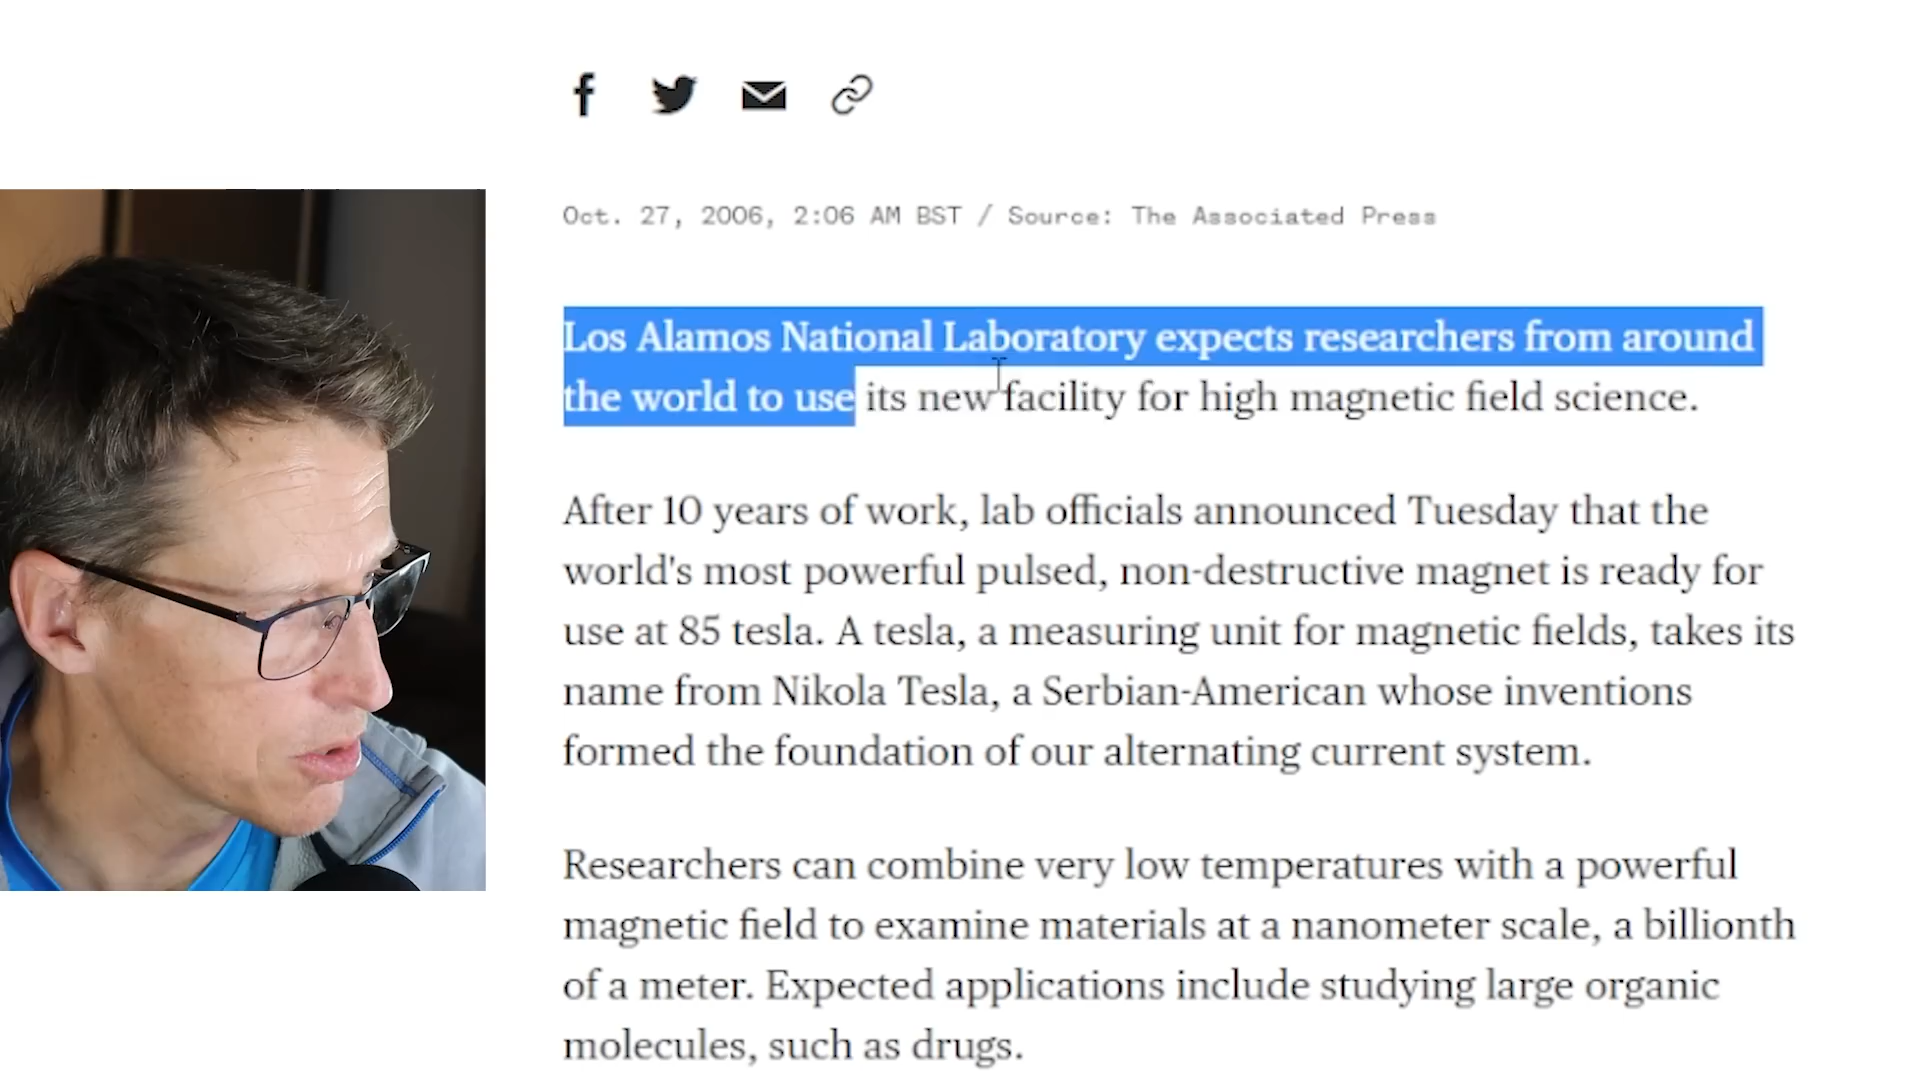 Oct. 27, 2006, 2:06 AM BST / Source: The Associated Press
Los Alamos National Laboratory expects researchers from around
the world to use its new facility for high magnetic field science.
After 10 years of work, lab officials announced Tuesday that the
world's most powerful pulsed, non-destructive magnet is ready for
use at 85 tesla. A tesla, a measuring unit for magnetic fields, takes its
name from Nikola Tesla, a Serbian-American whose inventions
formed the foundation of our alternating current system.
Researchers can combine very low temperatures with a powerful
magnetic field to examine materials at a nanometer scale, a billionth
of a meter. Expected applications include studying large organic
molecules, such as drugs.